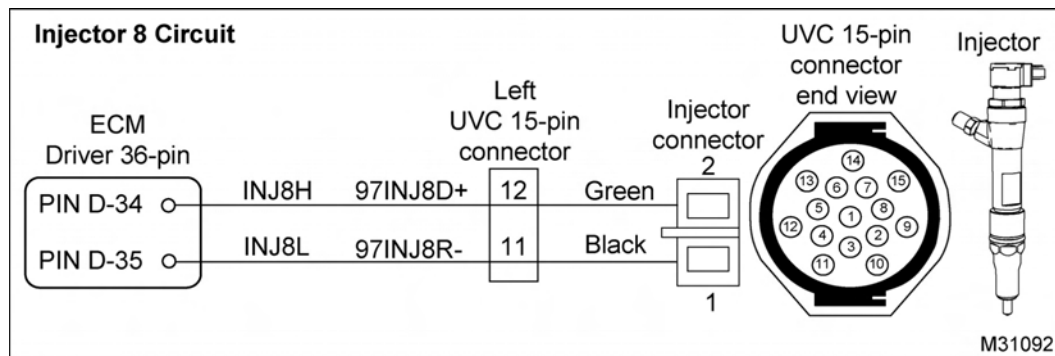 Injector 8 Circuit
ECM
Driver 36-pin
PIN D-34
PIN D-35
INJ8H
INJ8L
97INJ8D+
97INJ8R-
Left
UVC 15-pin
connector
12
11
Green
Black
Injector
connector
2
1
UVC 15-pin
connector
end view
14
13
6
7
15
5
8
1
12
4
2
9
3
11
10
Injector
M31092